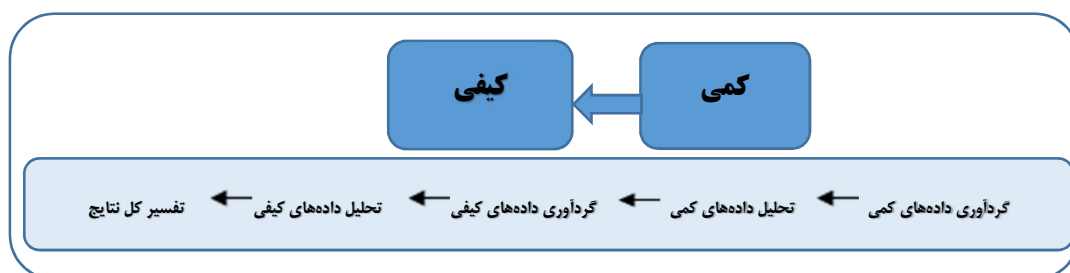 کمی
کیفی
گردآوری داده‌های کمی
تحلیل داده‌های کمی
گردآوری داده‌های کیفی
تحلیل داده‌های کیفی
تفسیر کل نتایج